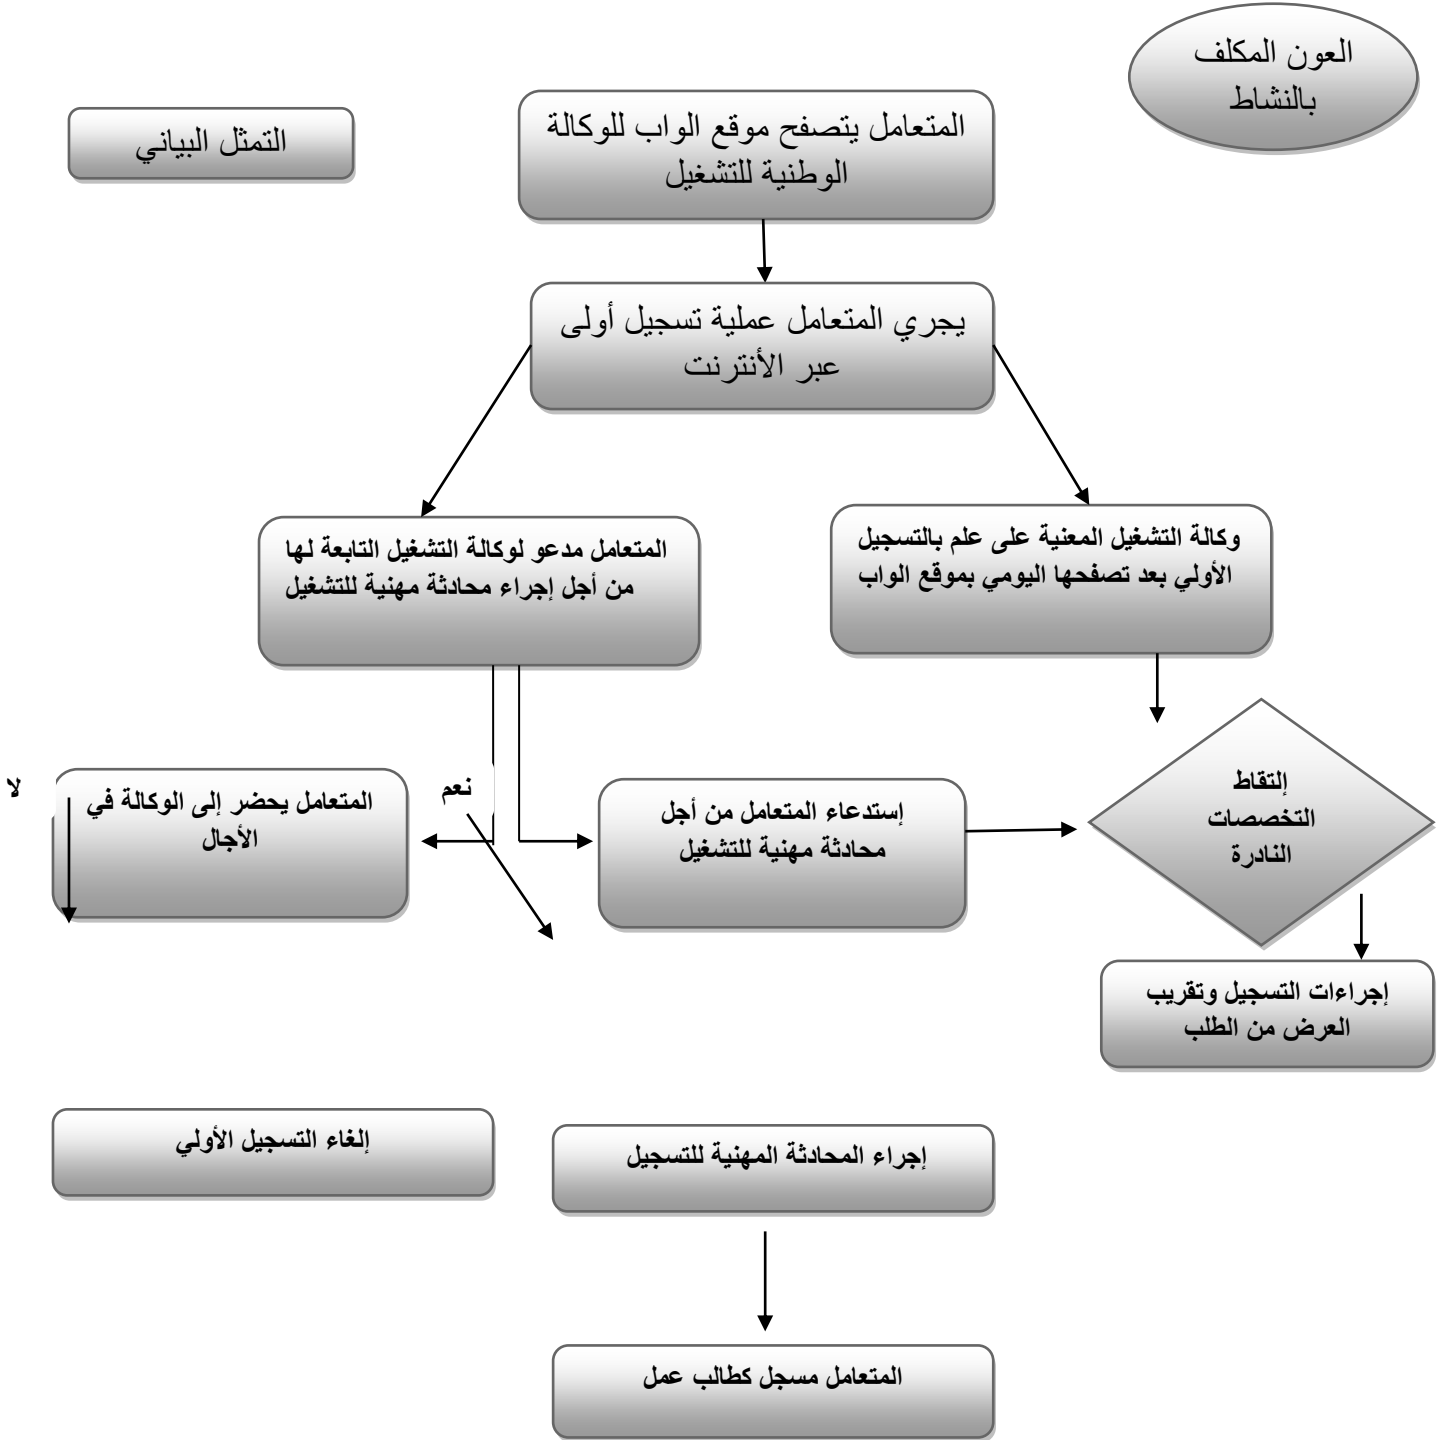 العون المكلف
بالنشاط
المتعامل يتصفح موقع الواب للوكالة
الوطنية للتشغيل
التمثل البياني
يجري المتعامل عملية تسجيل أولى
عبر الأنترنت
وكالة التشغيل المعنية على علم بالتسجيل
الأولي بعد تصفحها اليومي بموقع الواب
المتعامل مدعو لوكالة التشغيل التابعة لها
من أجل إجراء محادثة مهنية للتشغيل
إلتقاط
التخصصات
النادرة
إستدعاء المتعامل من أجل
محادثة مهنية للتشغيل
نعم
المتعامل يحضر إلى الوكالة في
الأجال
لا
إجراءات التسجيل وتقريب
العرض من الطلب
إجراء المحادثة المهنية للتسجيل
إلغاء التسجيل الأولي
المتعامل مسجل كطالب عمل